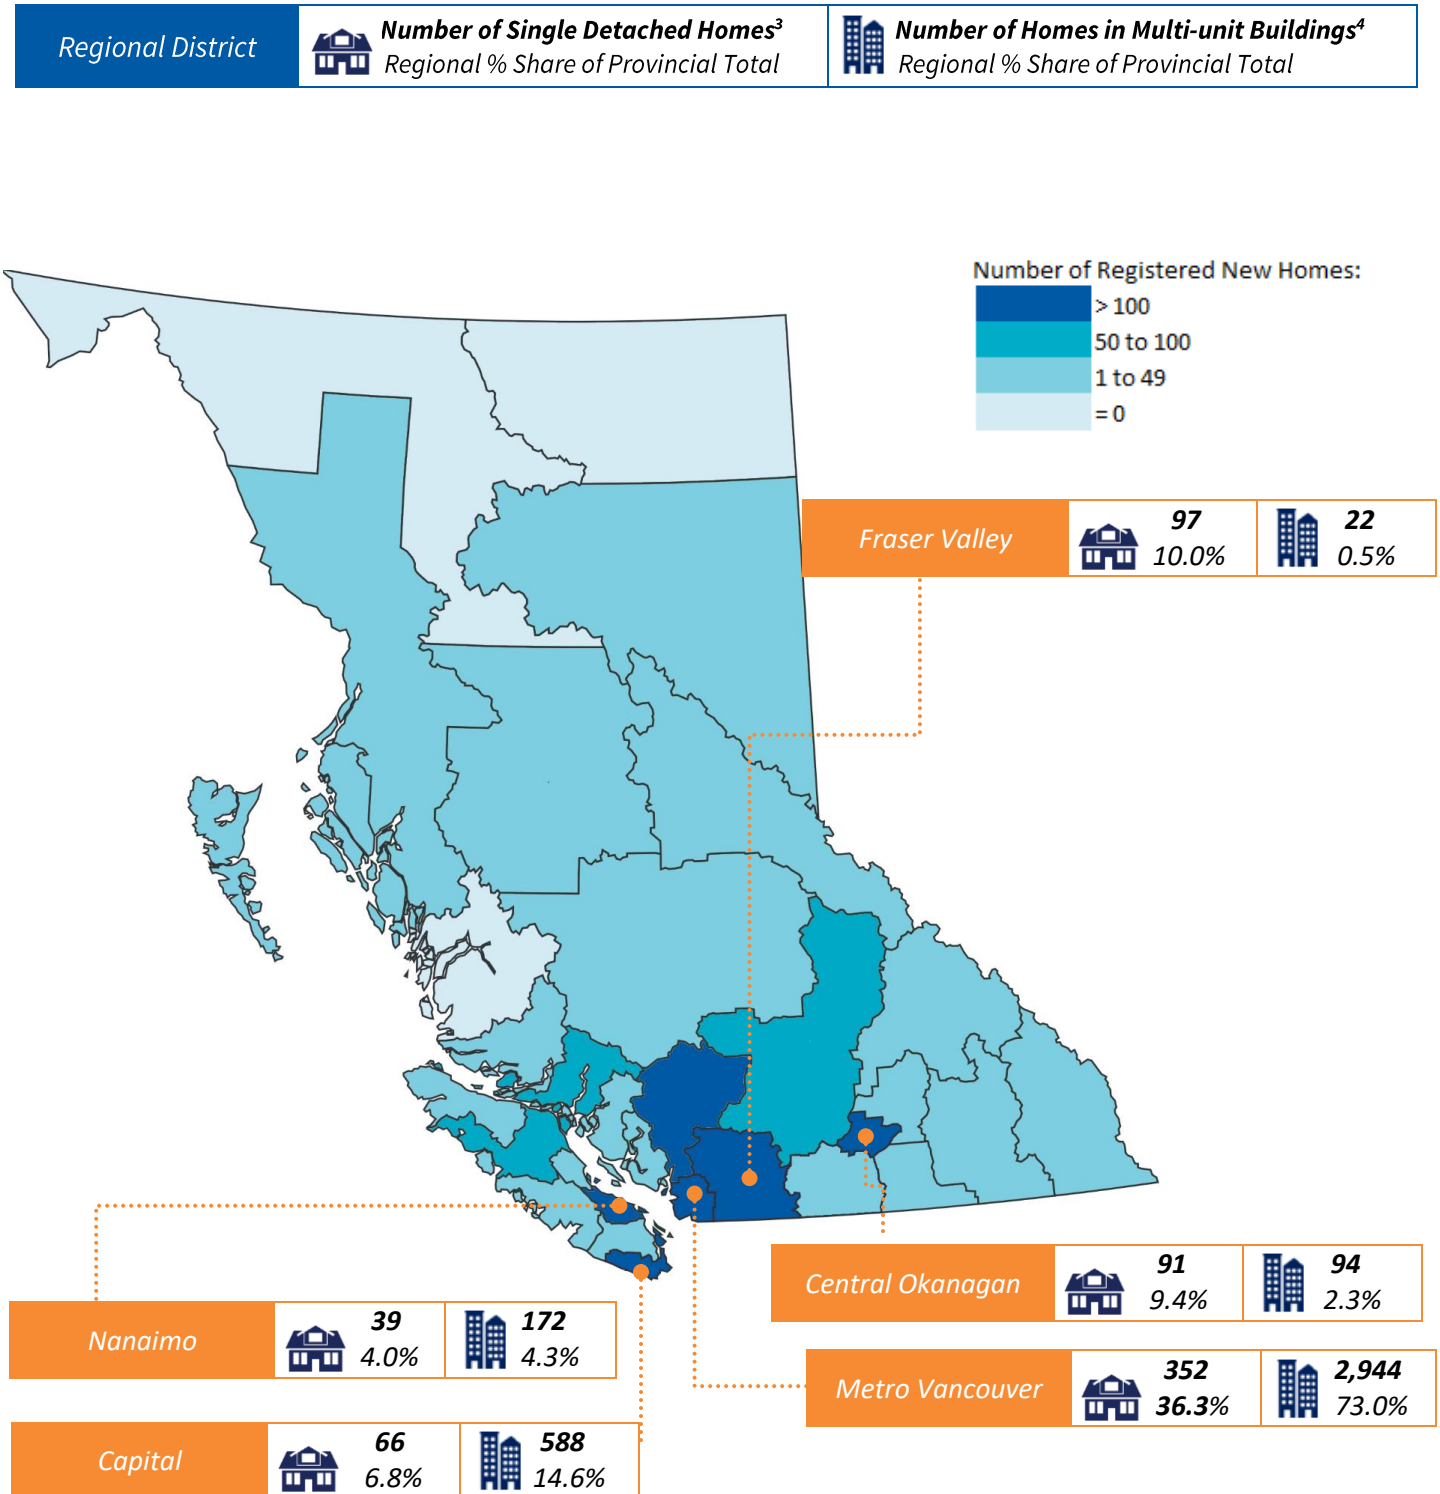 Regional District
Number of Single Detached Homes³
Regional % Share of Provincial Total
Number of Homes in Multi-unit Buildings⁴
Regional % Share of Provincial Total
Number of Registered New Homes:
> 100
50 to 100
1 to 49
= 0
Fraser Valley
97
10.0%
22
0.5%
Central Okanagan
91
9.4%
94
2.3%
Nanaimo
39
4.0%
172
4.3%
Metro Vancouver
352
36.3%
2,944
73.0%
Capital
66
6.8%
588
14.6%